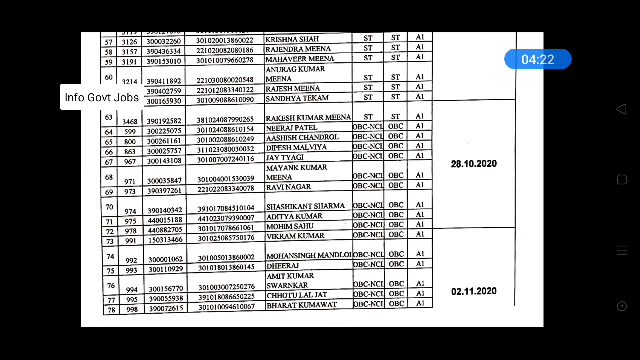 57 3126 300032260 301020013860022 KRISHNA SHAH ST ST A1
58 3157 390436334 221020082080186 RAJENDRA MEENA ST ST A1
59 3191 390153010 301010079660278 MAHAVEER MEENA ST ST A1
60 3214 390411892 221030080020548 ANURAG KUMAR MEENA ST ST A1
390402759 221012083340122 RAJESH MEENA ST ST A1
300165930 301009088610090 SANDHYA TEKAM ST ST A1
04:22
Info Govt Jobs
63 3468 390192582 381024087990265 RAKESH KUMAR MEENA ST ST A1
64 599 300225075 301024088610154 NEERAJ PATEL OBC-NCL OBC A1
65 800 300261161 301002088610249 AASHISH CHANDROL OBC-NCL OBC A1
66 863 300025757 311023080030032 DIPESH MALVIYA OBC-NCL OBC A1
67 967 300143108 301007007240116 JAY TYAGI OBC-NCL OBC A1
28.10.2020
68 971 300035847 301004001530039 MAYANK KUMAR MEENA OBC-NCL OBC A1
69 973 390397261 221022083340078 RAVI NAGAR OBC-NCL OBC A1
70 974 390140342 391017084510104 SHASHIKANT SHARMA OBC-NCL OBC A1
71 975 440015188 441023079390007 ADITYA KUMAR OBC-NCL OBC A1
72 978 440882705 301017078661061 MOHIM SAHU OBC-NCL OBC A1
73 991 150313466 301025085750176 VIKRAM KUMAR OBC-NCL OBC A1
74 992 300001062 301005013860002 MOHANSINGH MANDLOI OBC-NCL OBC A1
75 993 300110929 301018013860145 DHEERAJ OBC-NCL OBC A1
76 994 300156770 301003007250276 AMIT KUMAR SWARNKAR OBC-NCL OBC A1
02.11.2020
77 995 390055938 391018086650225 CHHOTU LAL JAT OBC-NCL OBC A1
78 998 390072615 301010094610067 BHARAT KUMAWAT OBC-NCL OBC A1